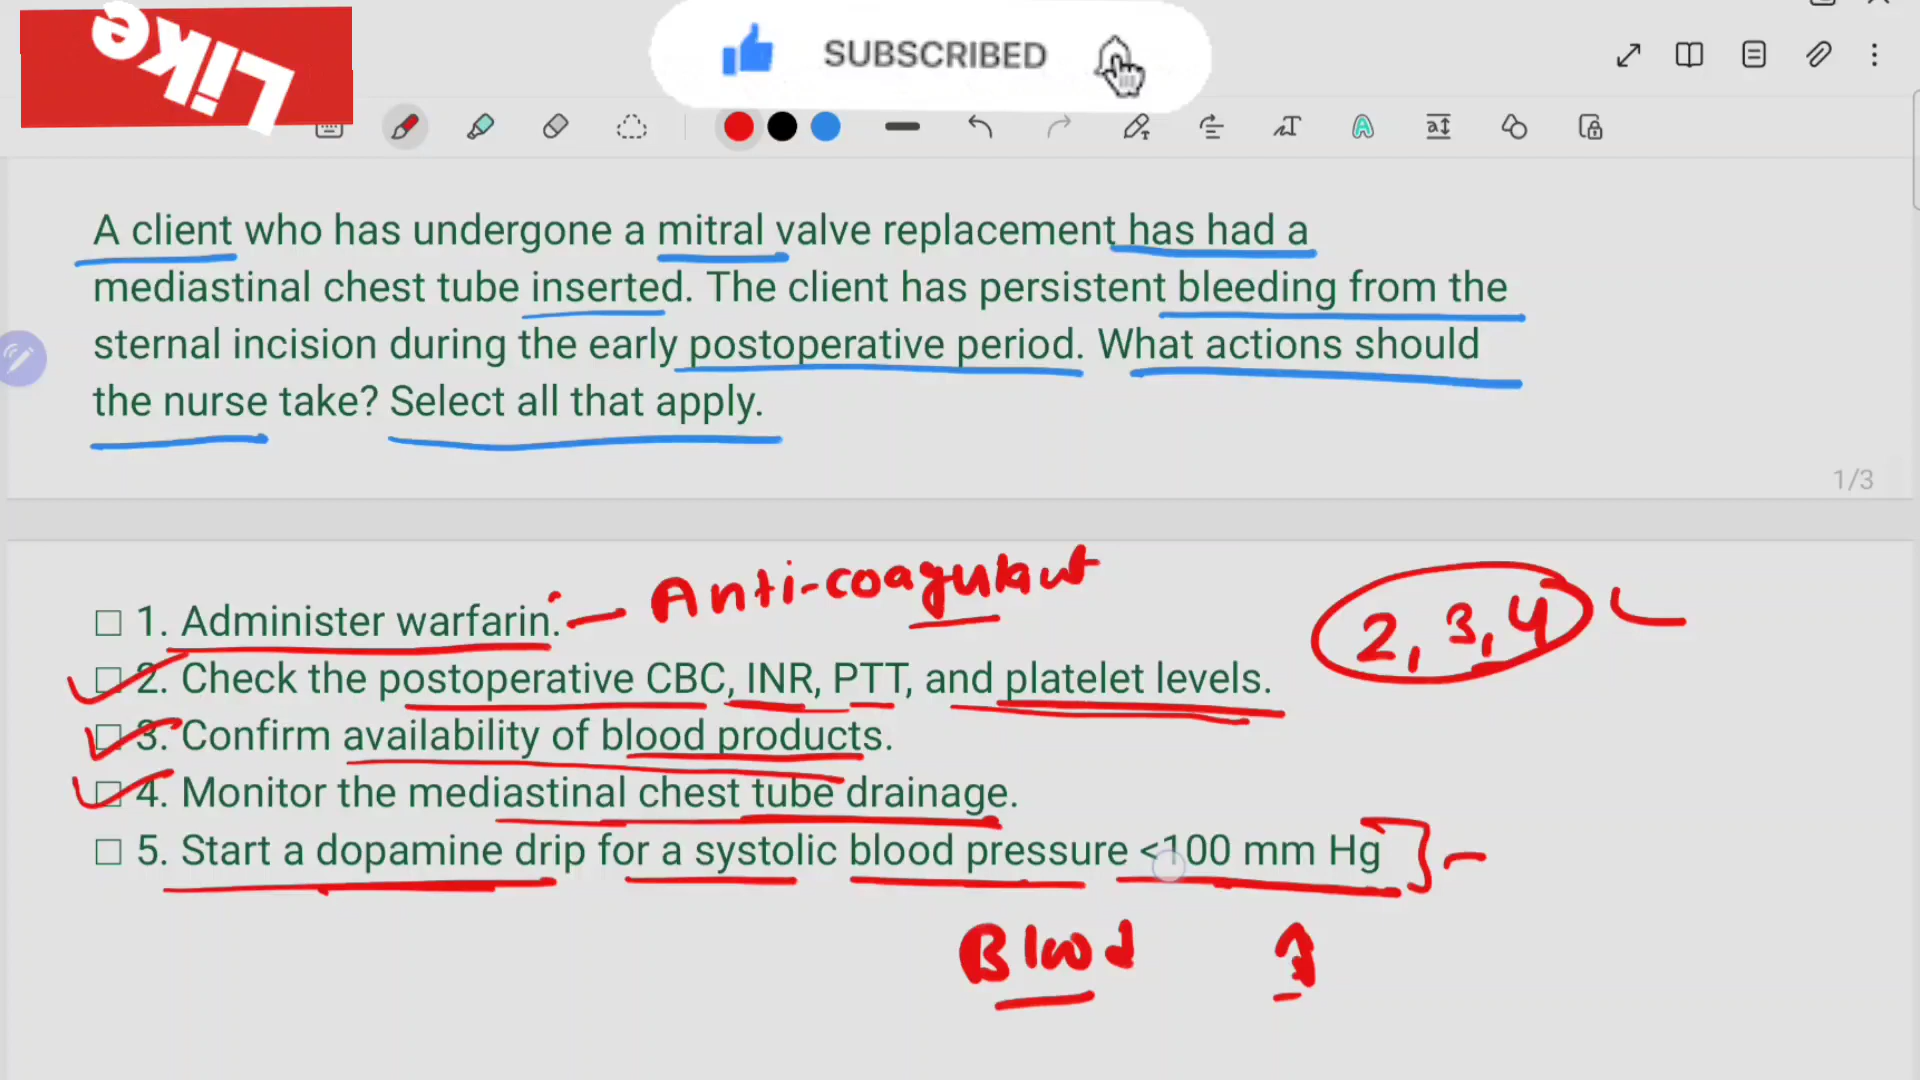 Like
SUBSCRIBED
A client who has undergone a mitral valve replacement has had a
mediastinal chest tube inserted. The client has persistent bleeding from the
sternal incision during the early postoperative period. What actions should
the nurse take? Select all that apply.
1/3
Anti-coagulant
1. Administer warfarin.
2, 3, 4
2. Check the postoperative CBC, INR, PTT, and platelet levels.
3. Confirm availability of blood products.
4. Monitor the mediastinal chest tube drainage.
5. Start a dopamine drip for a systolic blood pressure <100 mm Hg
Blood